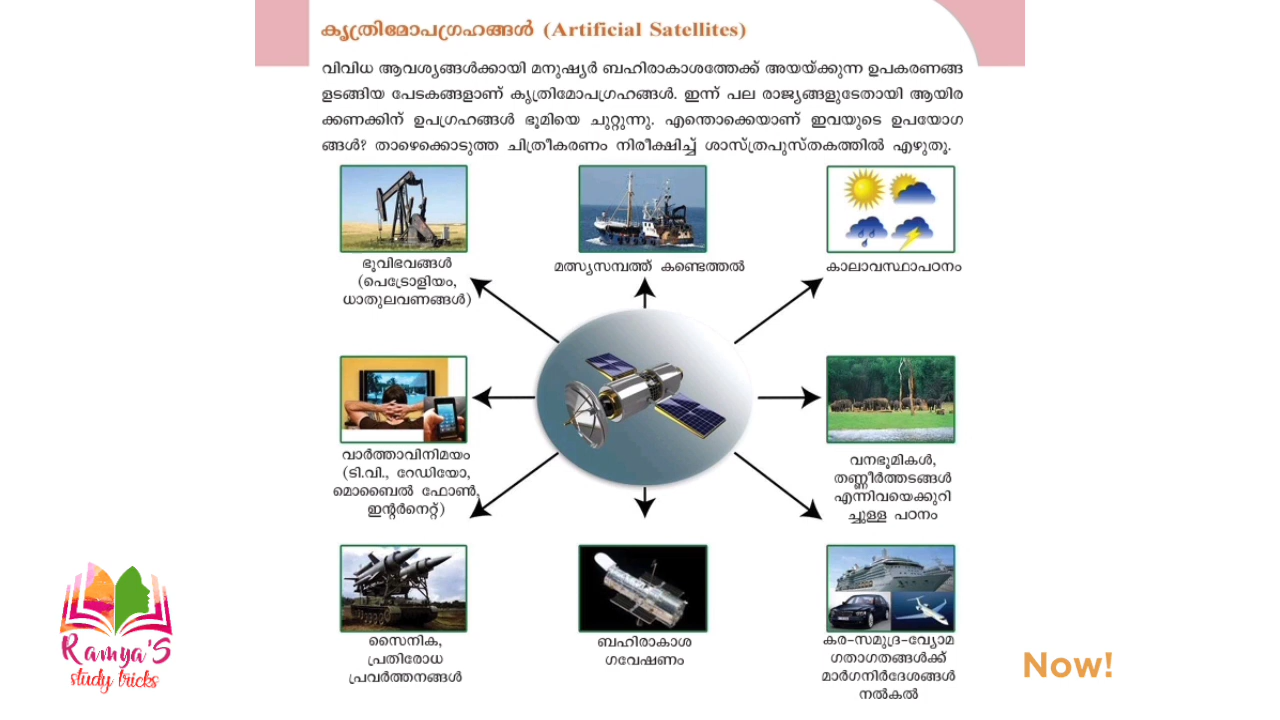 കൃത്രിമോപഗ്രഹങ്ങൾ (Artificial Satellites)
വിവിധ ആവശ്യങ്ങൾക്കായി മനുഷ്യർ ബഹിരാകാശത്തേക്ക് അയയ്ക്കുന്ന ഉപകരണങ്ങ
ളടങ്ങിയ പേടകങ്ങളാണ് കൃത്രിമോപഗ്രഹങ്ങൾ. ഇന്ന് പല രാജ്യങ്ങളുടേതായി ആയിര
ക്കണക്കിന് ഉപഗ്രഹങ്ങൾ ഭൂമിയെ ചുറ്റുന്നു. എന്തൊക്കെയാണ് ഇവയുടെ ഉപയോഗ
ങ്ങൾ? താഴെക്കൊടുത്ത ചിത്രീകരണം നിരീക്ഷിച്ച് ശാസ്ത്രപുസ്തകത്തിൽ എഴുതൂ.
ഭൂവിഭവങ്ങൾ
(പെട്രോളിയം,
ധാതുലവണങ്ങൾ)
മത്സ്യസമ്പത്ത് കണ്ടെത്തൽ
കാലാവസ്ഥാപഠനം
വാർത്താവിനിമയം
(ടി.വി., റേഡിയോ,
മൊബൈൽ ഫോൺ,
ഇന്റർനെറ്റ്)
വനഭൂമികൾ,
തണ്ണീർത്തടങ്ങൾ
എന്നിവയെക്കുറി
ച്ചുള്ള പഠനം
സൈനിക,
പ്രതിരോധ
പ്രവർത്തനങ്ങൾ
ബഹിരാകാശ
ഗവേഷണം
കര-സമുദ്ര-വ്യോമ
ഗതാഗതങ്ങൾക്ക്
മാർഗനിർദേശങ്ങൾ
നൽകൽ
Ramya'S
study tricks
Now!